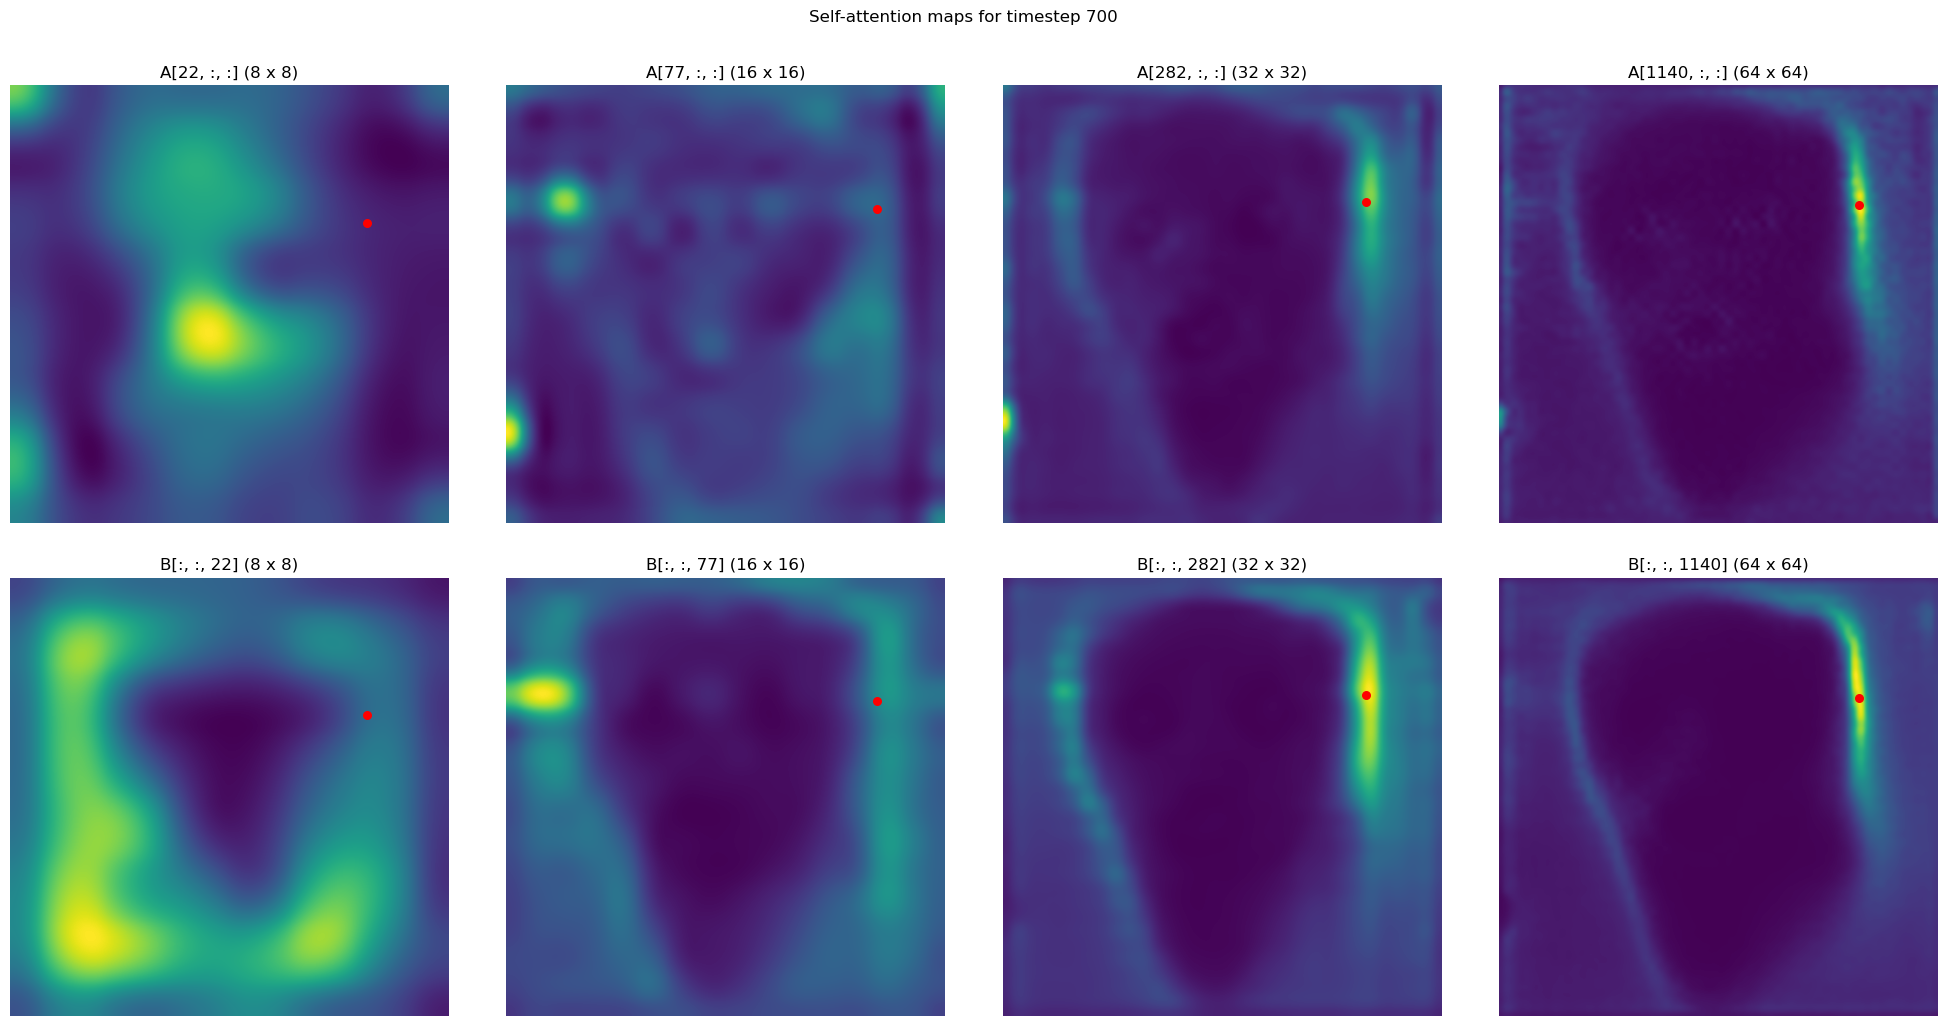 Self-attention maps for timestep 700
A[22, :, :] (8 x 8)
A[77, :, :] (16 x 16)
A[282, :, :] (32 x 32)
A[1140, :, :] (64 x 64)
B[:, :, 22] (8 x 8)
B[:, :, 77] (16 x 16)
B[:, :, 282] (32 x 32)
B[:, :, 1140] (64 x 64)